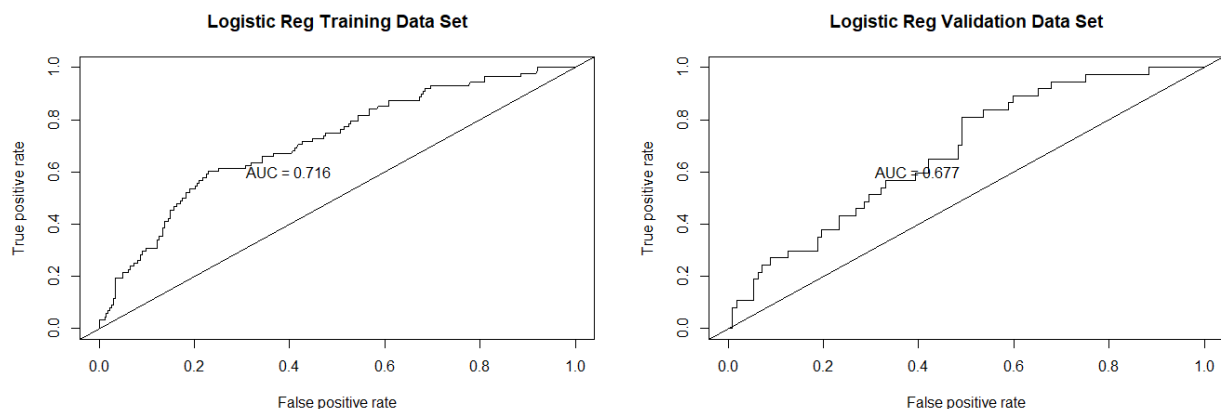 Logistic Reg Training Data Set
True positive rate
1.0
0.8
0.6
0.4
0.2
0.0
AUC = 0.716
0.0 0.2 0.4 0.6 0.8 1.0
False positive rate
Logistic Reg Validation Data Set
True positive rate
1.0
0.8
0.6
0.4
0.2
0.0
AUC = 0.677
0.0 0.2 0.4 0.6 0.8 1.0
False positive rate